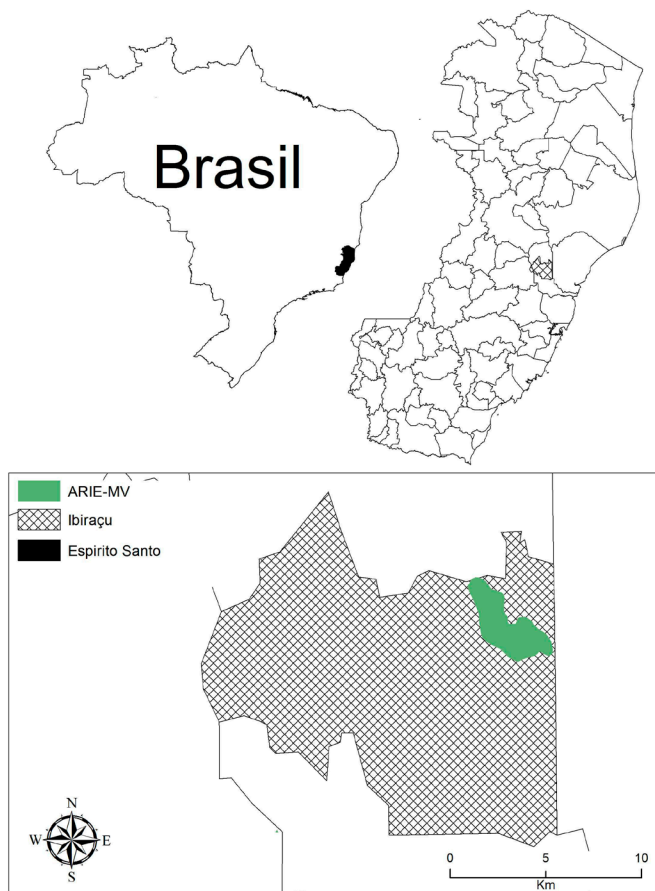 Brasil
ARIE-MV
Ibiraçu
Espirito Santo
N
W E
S
0 5 10
Km